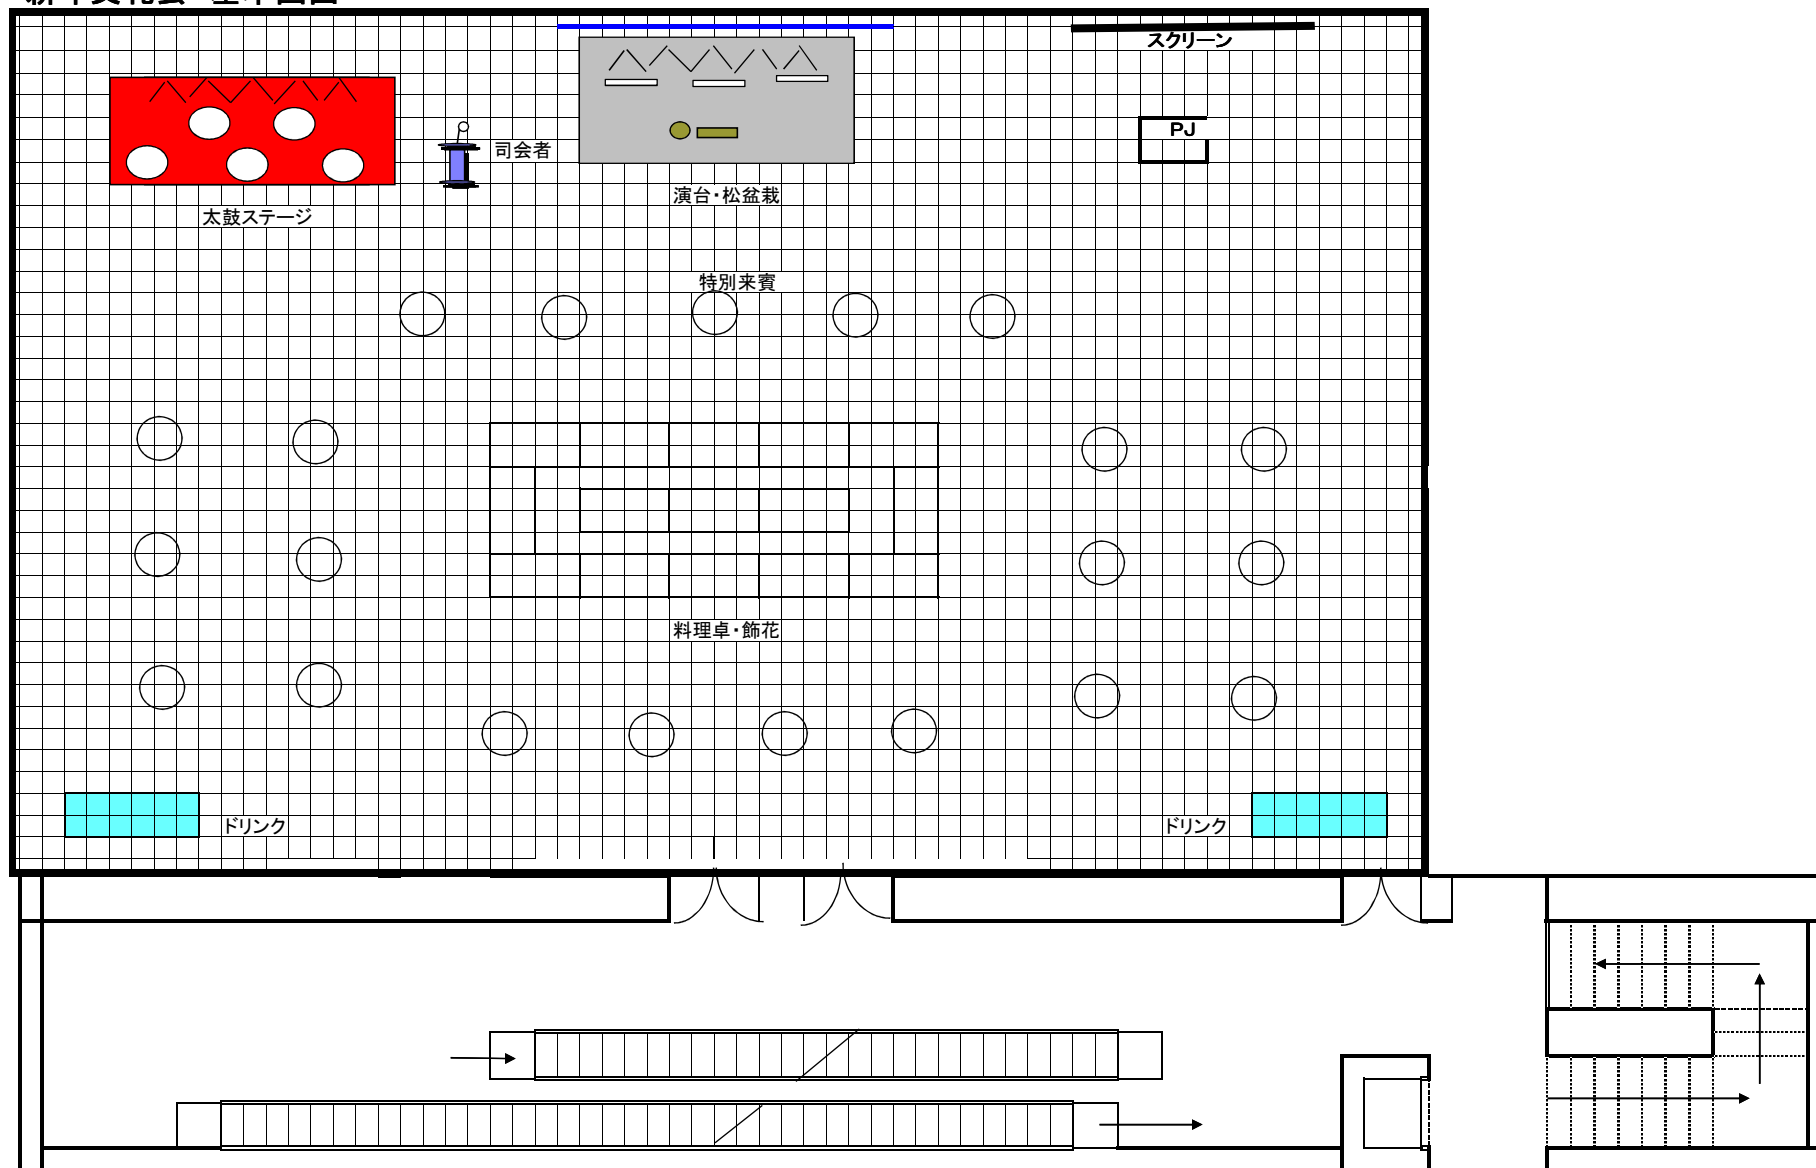 スクリーン
PJ
司会者
演台・松盆栽
太鼓ステージ
特別来賓
料理卓・飾花
ドリンク
ドリンク